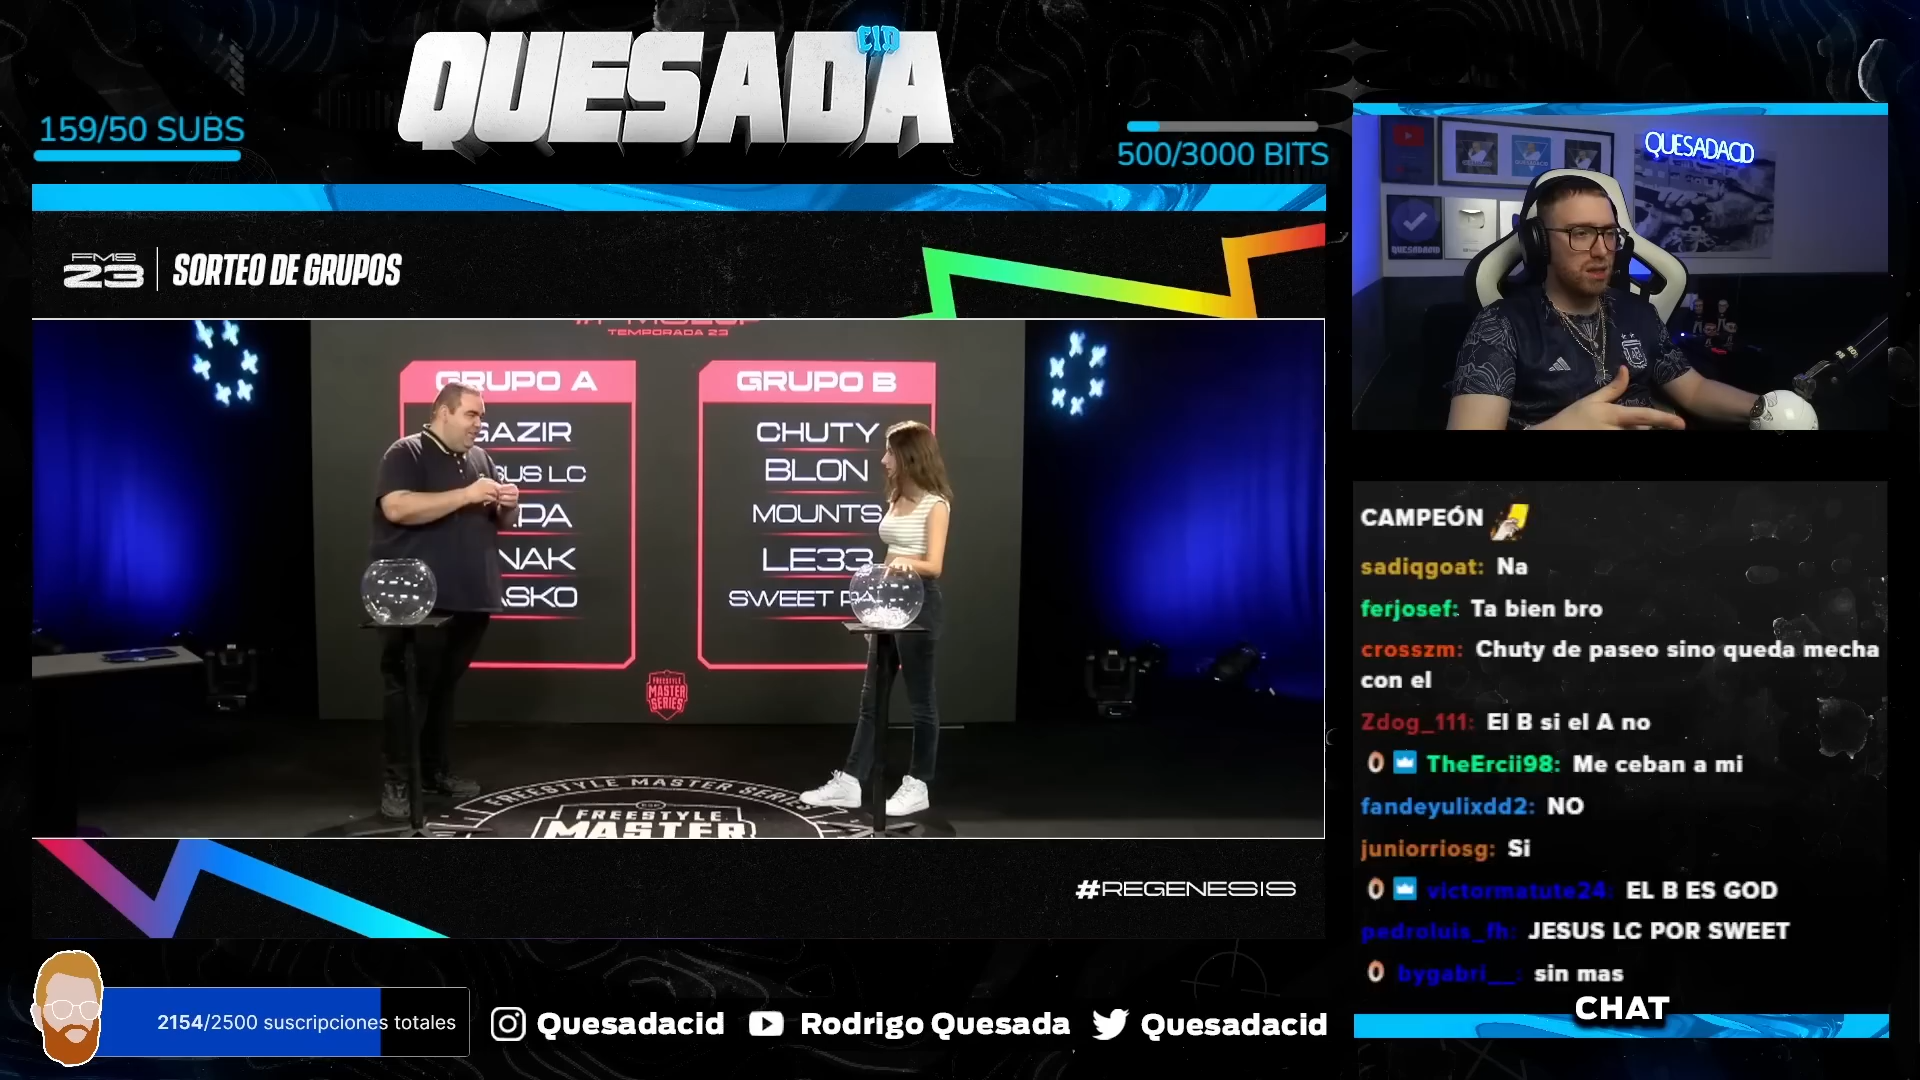 QUESADA
CID
159/50 SUBS
500/3000 BITS
FMS
23
SORTEO DE GRUPOS
TEMPORADA 23
GRUPO A
GAZIR
SUS LC
NAK
SKO
GRUPO B
CHUTY
BLON
MOUNTS
LE33
SWEET PA
FREESTYLE
MASTER
SERIES
FREESTYLE MASTER SERIES
FREESTYLE
MASTER
#REGENESIS
QUESADACID
QUESADACID
CAMPEÓN
sadiqgoat: Na
ferjosef: Ta bien bro
crosszm: Chuty de paseo sino queda mecha
con el
Zdog_111: El B si el A no
TheErcii98: Me ceban a mi
fandeyulixdd2: NO
juniorriosg: Si
victormatute24: EL B ES GOD
pedroluis_fh: JESUS LC POR SWEET
bygabri__: sin mas
CHAT
2154/2500 suscripciones totales
Quesadacid
Rodrigo Quesada
Quesadacid